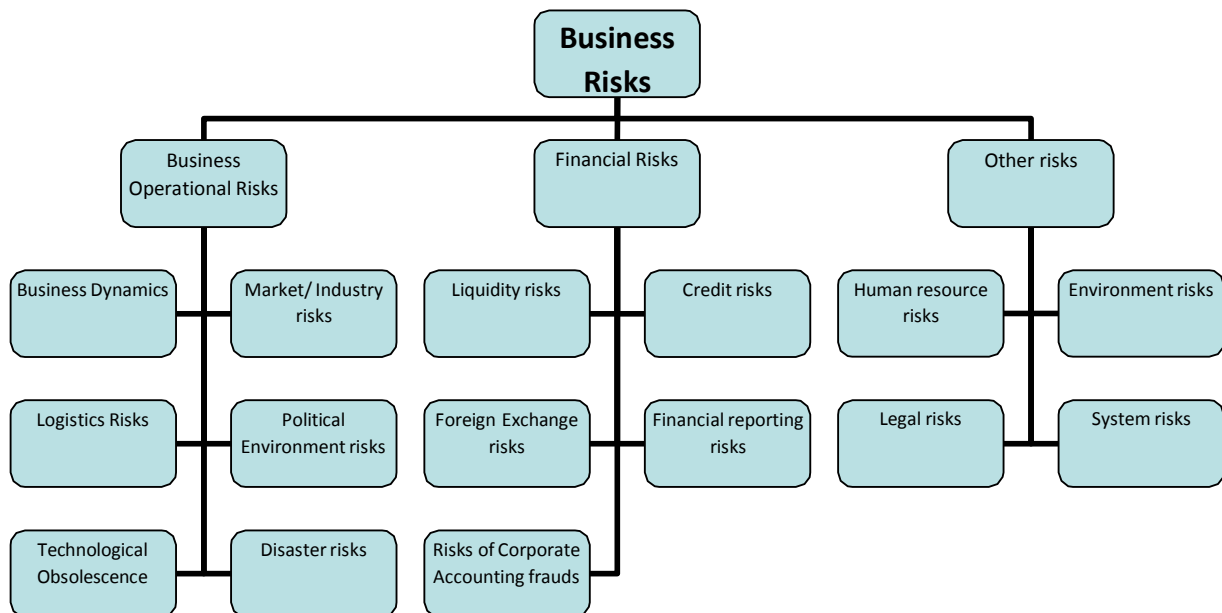 Business
Risks
Business
Operational Risks
Financial Risks
Other risks
Business Dynamics
Market/ Industry
risks
Liquidity risks
Credit risks
Human resource
risks
Environment risks
Logistics Risks
Political
Environment risks
Foreign Exchange
risks
Financial reporting
risks
Legal risks
System risks
Technological
Obsolescence
Disaster risks
Risks of Corporate
Accounting frauds